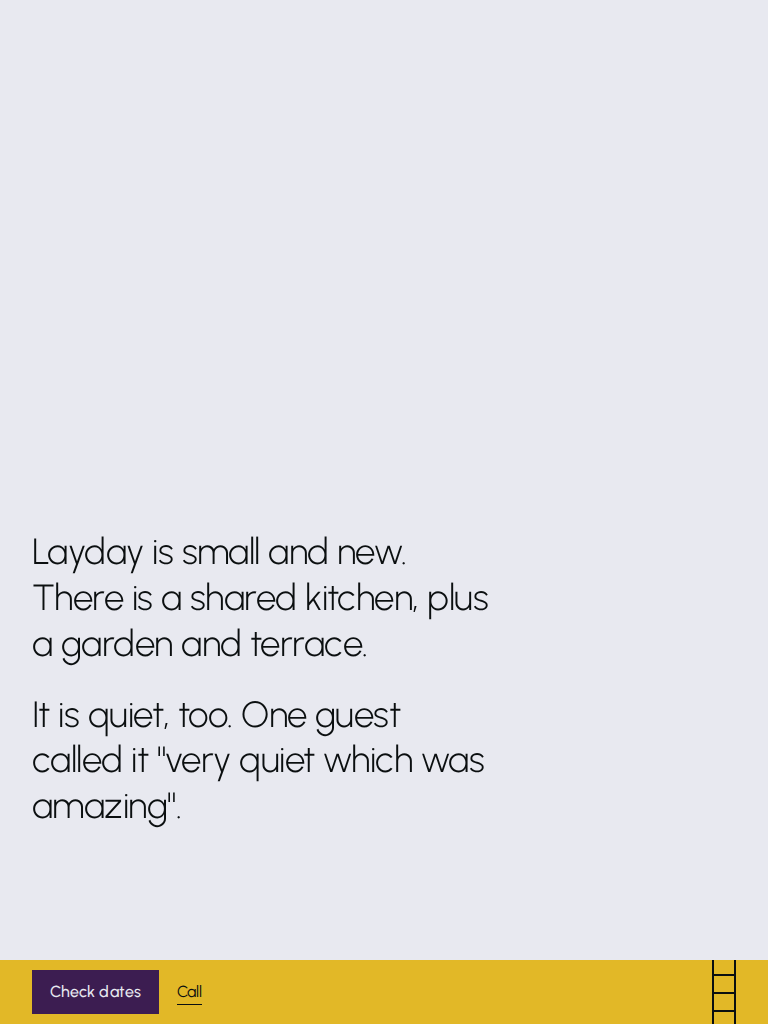 Layday is small and new.
There is a shared kitchen, plus
a garden and terrace.
It is quiet, too. One guest
called it "very quiet which was
amazing".
Check dates
Call